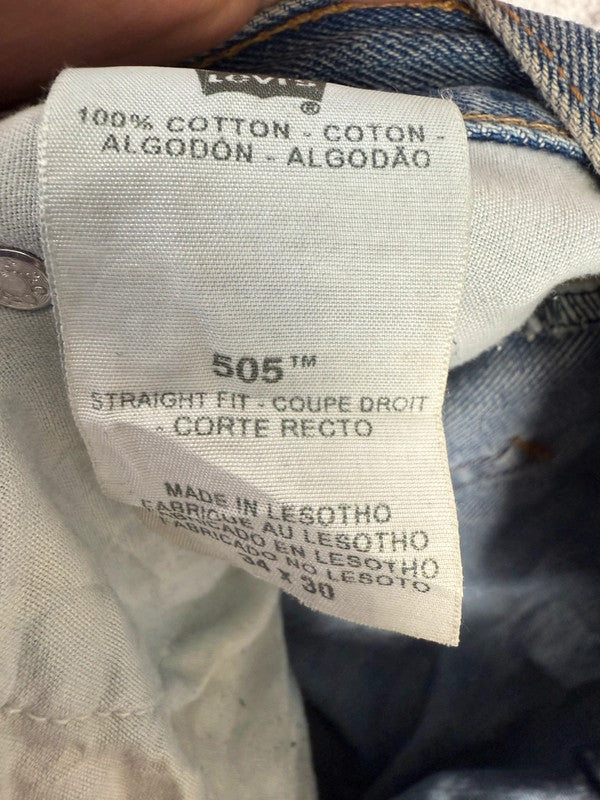 Levi's
®
100% COTTON - COTON -
ALGODÓN - ALGODÃO
505™
STRAIGHT FIT - COUPE DROIT
- CORTE RECTO
MADE IN LESOTHO
FABRIQUÉ AU LESOTHO
FABRICADO EN LESOTHO
FABRICADO NO LESOTO
34 X 30